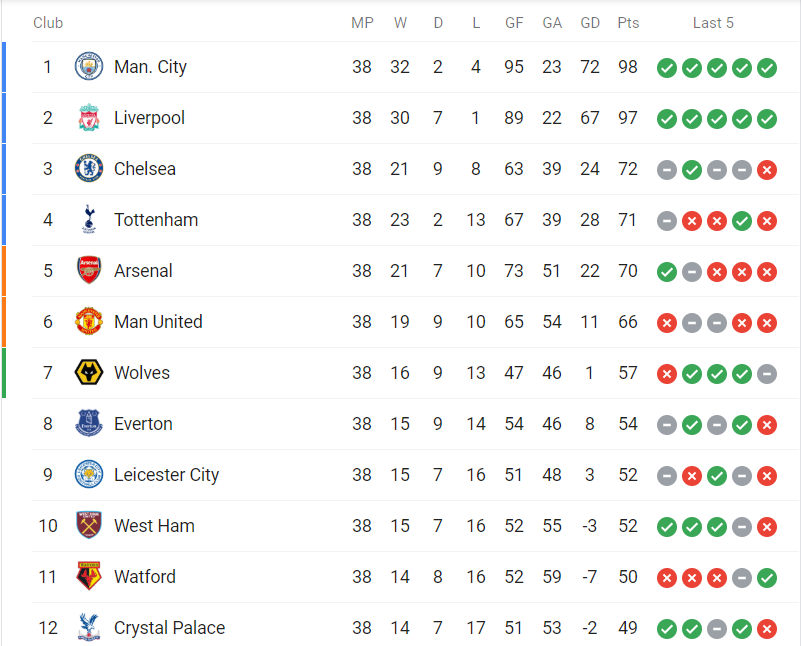 Club MP W D L GF GA GD Pts Last 5
1 Man. City 38 32 2 4 95 23 72 98
2 Liverpool 38 30 7 1 89 22 67 97
3 Chelsea 38 21 9 8 63 39 24 72
4 Tottenham 38 23 2 13 67 39 28 71
5 Arsenal 38 21 7 10 73 51 22 70
6 Man United 38 19 9 10 65 54 11 66
7 Wolves 38 16 9 13 47 46 1 57
8 Everton 38 15 9 14 54 46 8 54
9 Leicester City 38 15 7 16 51 48 3 52
10 West Ham 38 15 7 16 52 55 -3 52
11 Watford 38 14 8 16 52 59 -7 50
12 Crystal Palace 38 14 7 17 51 53 -2 49